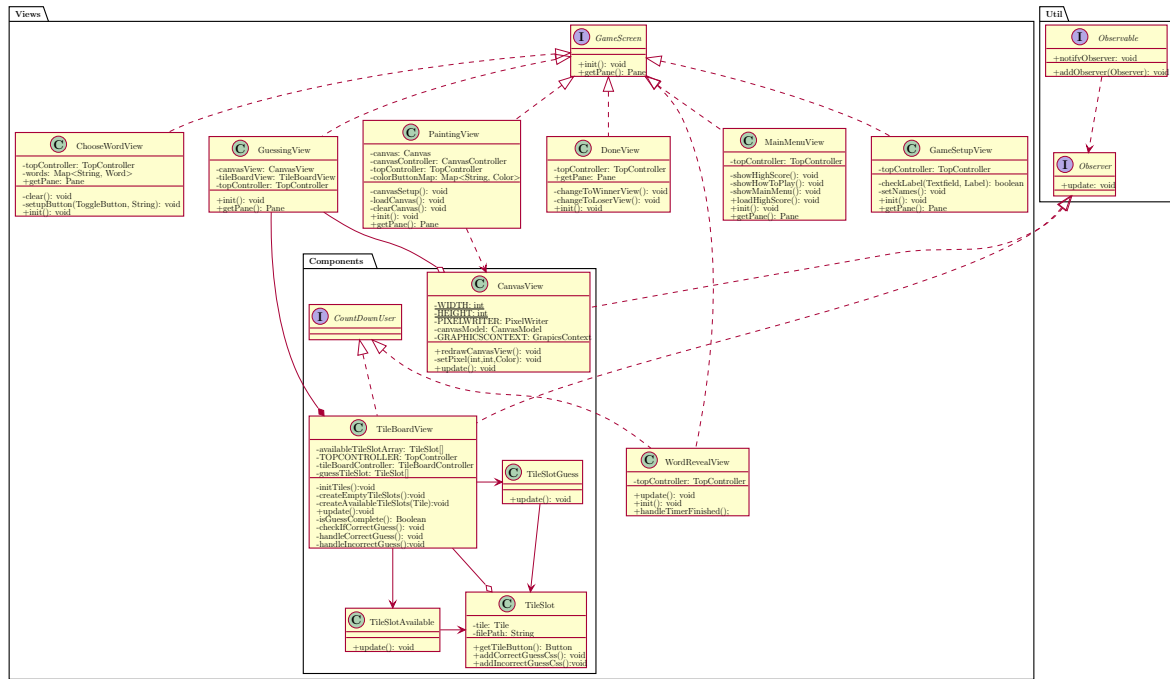 Views
Util
I GameScreen
+init(): void
+getPane(): Pane
I Observable
+notifyObserver: void
+addObserver(Observer): void
C ChooseWordView
-topController: TopController
-words: Map<String, Word>
+getPane: Pane
-clear(): void
-setupButton(ToggleButton, String): void
+init(): void
C GuessingView
-canvasView: CanvasView
-tileBoardView: TileBoardView
-topController: TopController
+init(): void
+getPane(): Pane
C PaintingView
-canvas: Canvas
-canvasController: CanvasController
-topController: TopController
-colorButtonMap: Map<String, Color>
-canvasSetup(): void
-loadCanvas(): void
-clearCanvas(): void
+init(): void
+getPane(): Pane
C DoneView
-topController: TopController
+getPane: Pane
-changeToWinnerView(): void
-changeToLoserView(): void
-init(): void
C MainMenuView
-topController: TopController
-showHighScore(): void
-showHowToPlay(): void
-showMainMenu(): void
+loadHighScore(): void
+init(): void
+getPane(): Pane
C GameSetupView
-topController: TopController
-checkLabel(Textfield, Label): boolean
-setNames(): void
+init(): void
+getPane(): Pane
I Observer
+update: void
Components
I CountDownUser
C CanvasView
-WIDTH: int
-HEIGHT: int
-PIXELWRITER: PixelWriter
-canvasModel: CanvasModel
-GRAPHICSCONTEXT: GrapicsContext
+redrawCanvasView(): void
-setPixel(int,int,Color): void
+update(): void
C TileBoardView
-availableTileSlotArray: TileSlot[]
-TOPCONTROLLER: TopController
-tileBoardController: TileBoardController
-guessTileSlot: TileSlot[]
-initTiles():void
-createEmptyTileSlots():void
-createAvailableTileSlots(Tile):void
+update():void
-isGuessComplete(): Boolean
-checkIfCorrectGuess(): void
-handleCorrectGuess(): void
-handleIncorrectGuess():void
C TileSlotGuess
+update(): void
C WordRevealView
-topController: TopController
+update(): void
+init(): void
+handleTimerFinished();
C TileSlotAvailable
+update(): void
C TileSlot
-tile: Tile
-filePath: String
+getTileButton(): Button
+addCorrectGuessCss(): void
+addIncorrectGuessCss():void